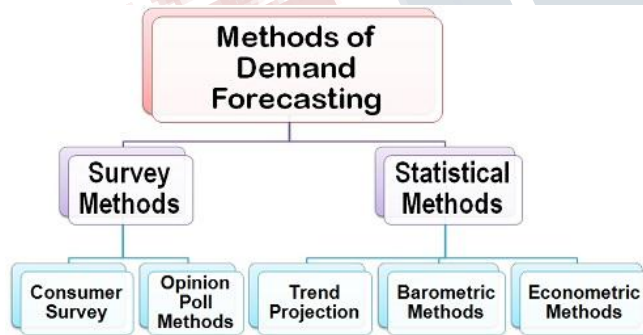 Methods of
Demand
Forecasting
Survey
Methods
Statistical
Methods
Consumer
Survey
Opinion
Poll
Methods
Trend
Projection
Barometric
Methods
Econometric
Methods